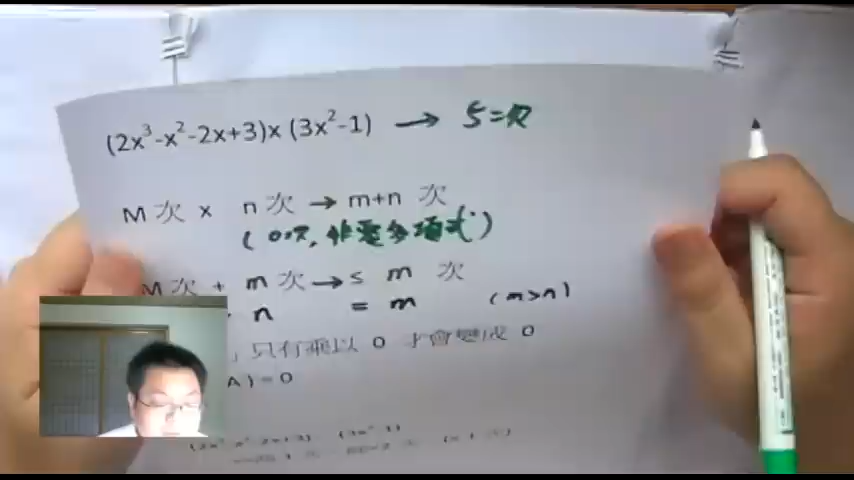 (2x³-x²-2x+3)x(3x²-1) → 5=次
M次 x n次 → m+n 次
(0次,非零多項式)
M次 + m次 → ≤ m 次
n = m (m>n)
只有乘以 0 才會變成 0
A)=0